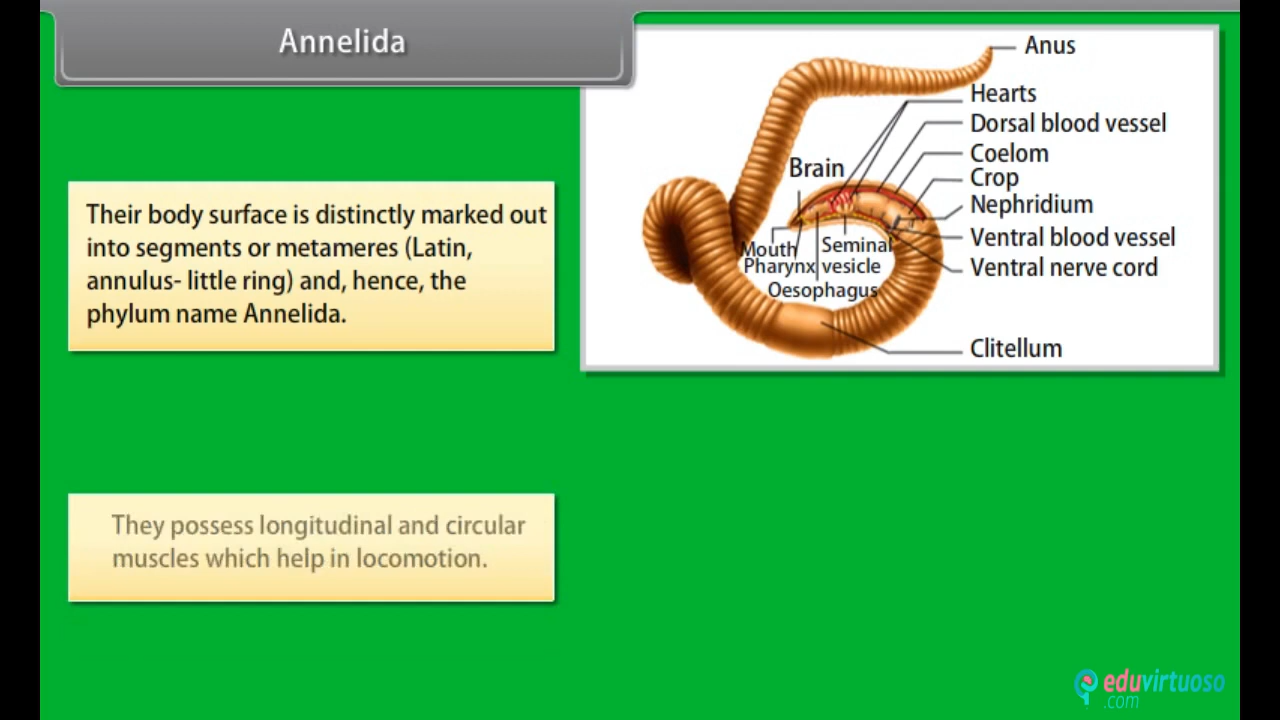 Annelida
Their body surface is distinctly marked out
into segments or metameres (Latin,
annulus- little ring) and, hence, the
phylum name Annelida.
They possess longitudinal and circular
muscles which help in locomotion.
Anus
Hearts
Dorsal blood vessel
Coelom
Crop
Nephridium
Ventral blood vessel
Ventral nerve cord
Clitellum
Brain
Mouth
Pharynx
Seminal
vesicle
Oesophagus
eduvirtuoso
.com